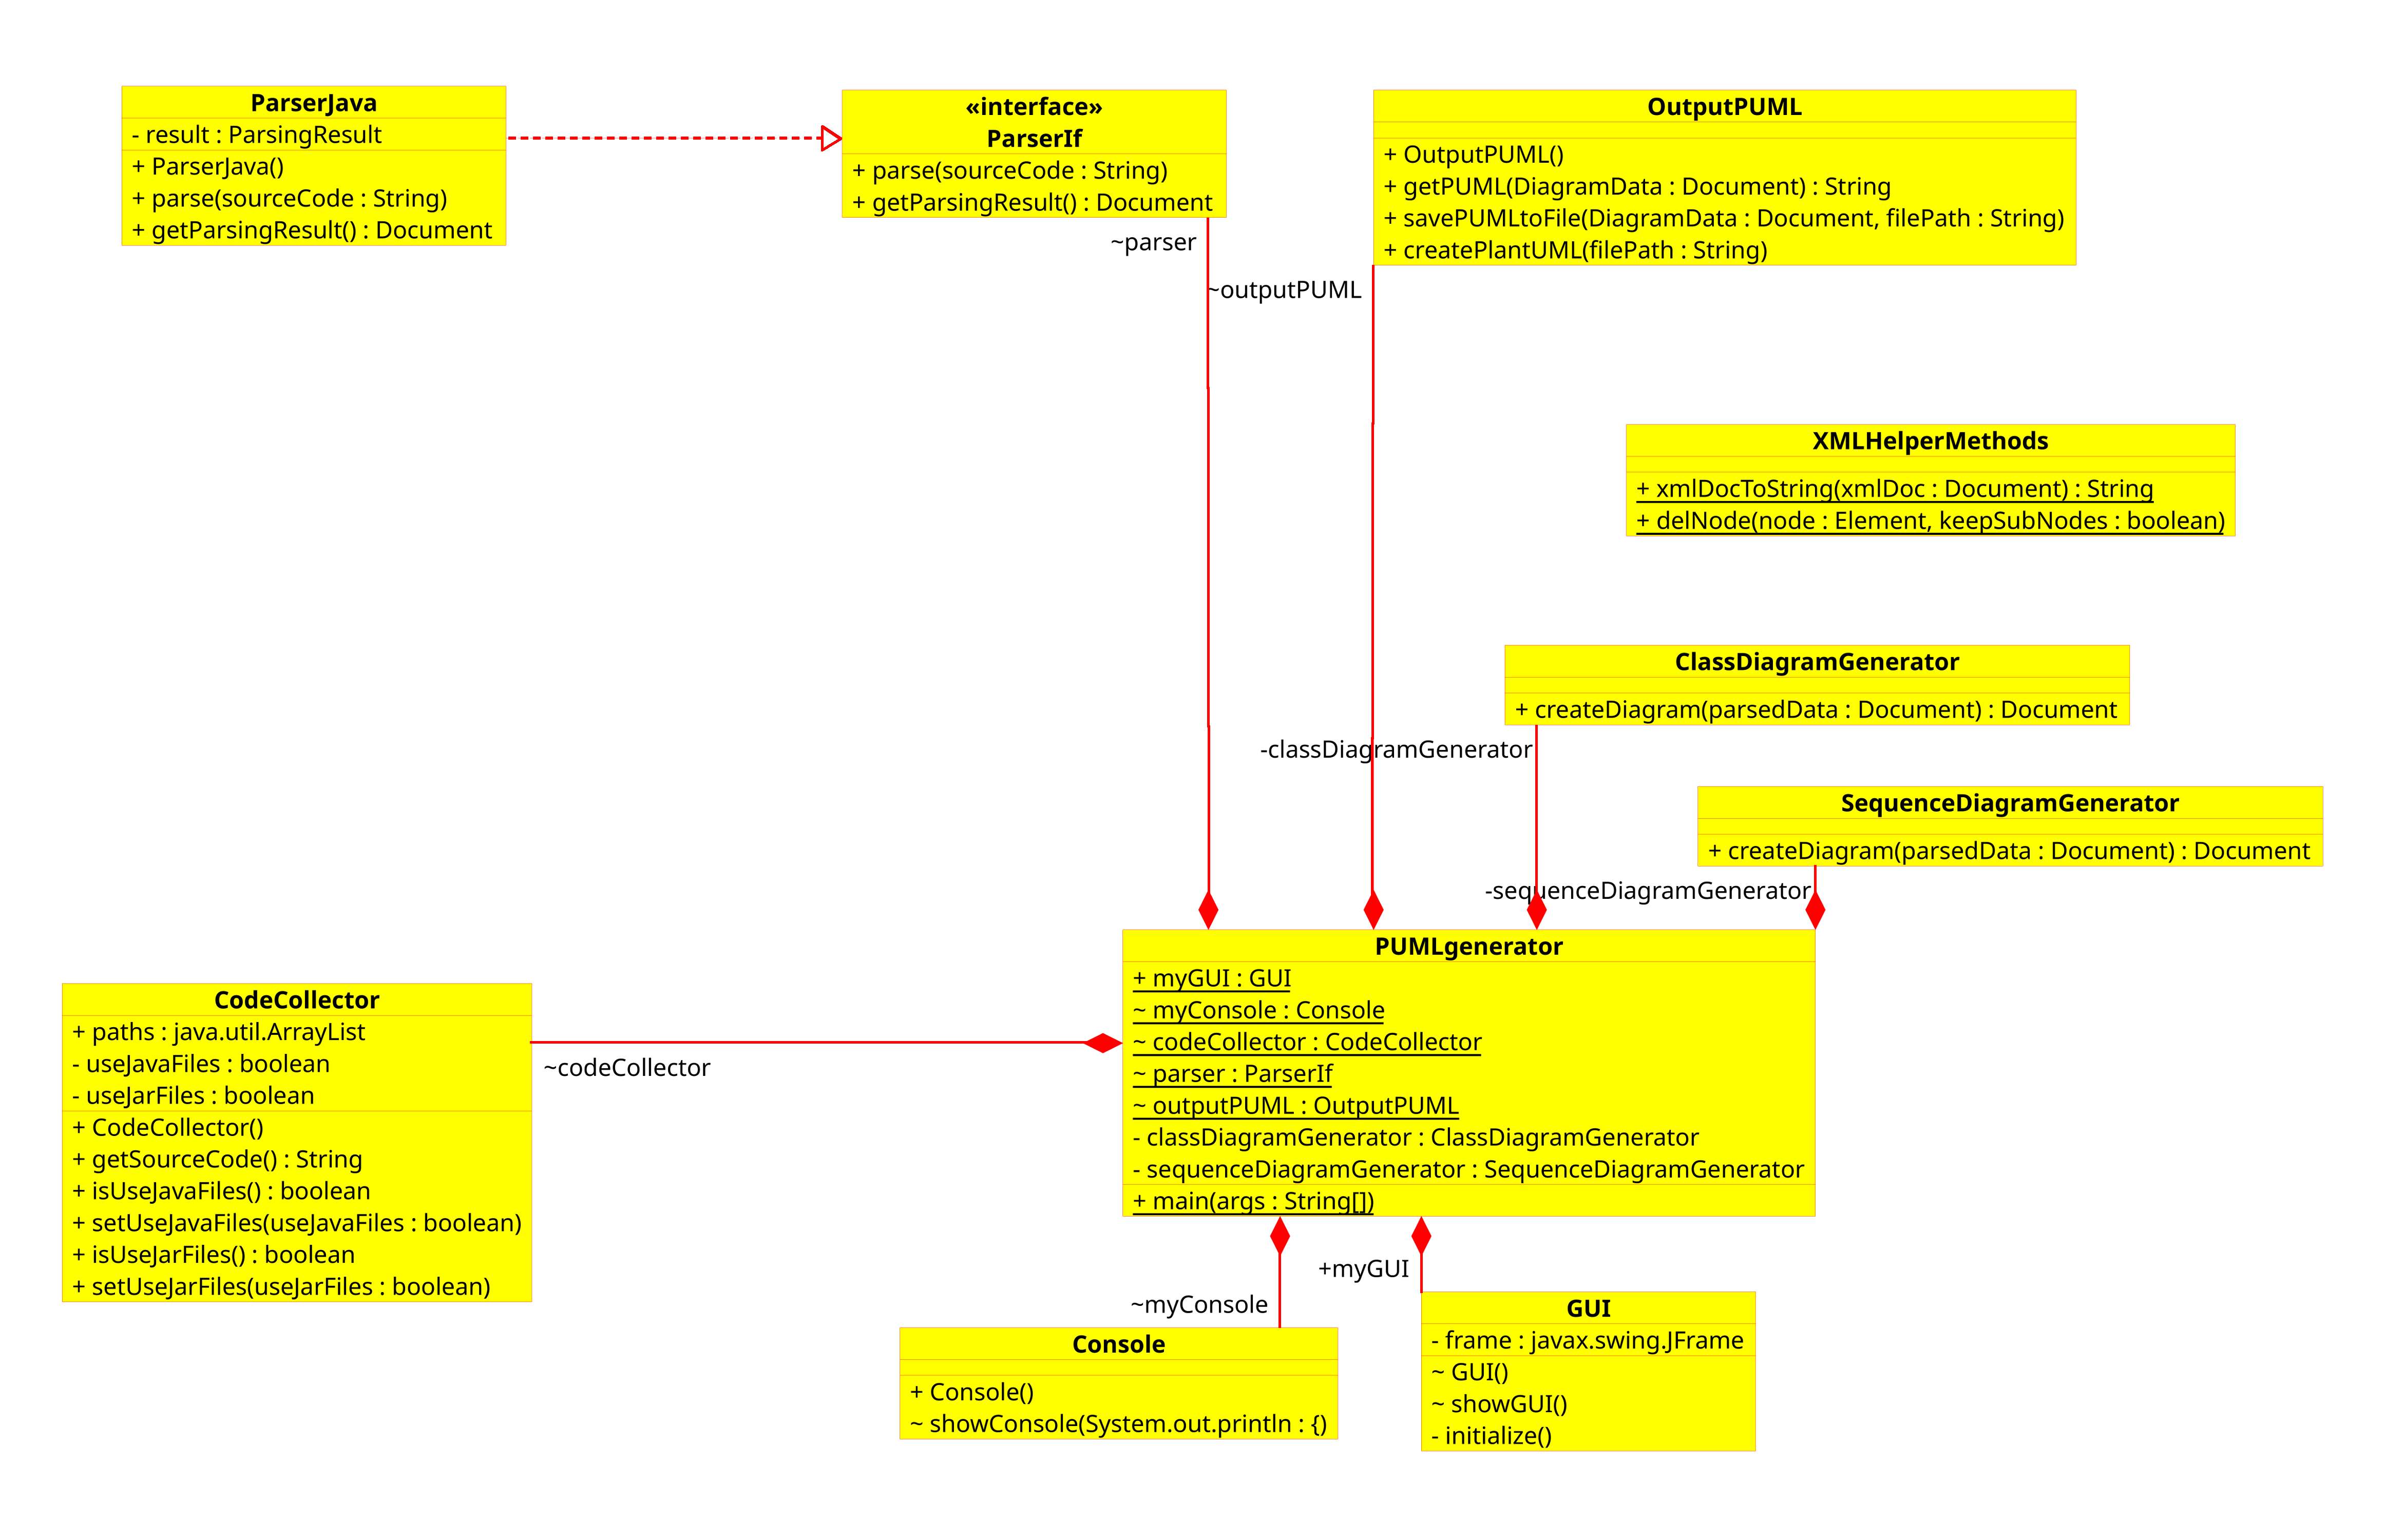 ParserJava
- result : ParsingResult
+ ParserJava()
+ parse(sourceCode : String)
+ getParsingResult() : Document
«interface»
ParserIf
+ parse(sourceCode : String)
+ getParsingResult() : Document
OutputPUML
+ OutputPUML()
+ getPUML(DiagramData : Document) : String
+ savePUMLtoFile(DiagramData : Document, filePath : String)
+ createPlantUML(filePath : String)
~parser
~outputPUML
XMLHelperMethods
+ xmlDocToString(xmlDoc : Document) : String
+ delNode(node : Element, keepSubNodes : boolean)
ClassDiagramGenerator
+ createDiagram(parsedData : Document) : Document
-classDiagramGenerator
SequenceDiagramGenerator
+ createDiagram(parsedData : Document) : Document
-sequenceDiagramGenerator
CodeCollector
+ paths : java.util.ArrayList
- useJavaFiles : boolean
- useJarFiles : boolean
+ CodeCollector()
+ getSourceCode() : String
+ isUseJavaFiles() : boolean
+ setUseJavaFiles(useJavaFiles : boolean)
+ isUseJarFiles() : boolean
+ setUseJarFiles(useJarFiles : boolean)
~codeCollector
PUMLgenerator
+ myGUI : GUI
~ myConsole : Console
~ codeCollector : CodeCollector
~ parser : ParserIf
~ outputPUML : OutputPUML
- classDiagramGenerator : ClassDiagramGenerator
- sequenceDiagramGenerator : SequenceDiagramGenerator
+ main(args : String[])
~myConsole
+myGUI
Console
+ Console()
~ showConsole(System.out.println : {)
GUI
- frame : javax.swing.JFrame
~ GUI()
~ showGUI()
- initialize()